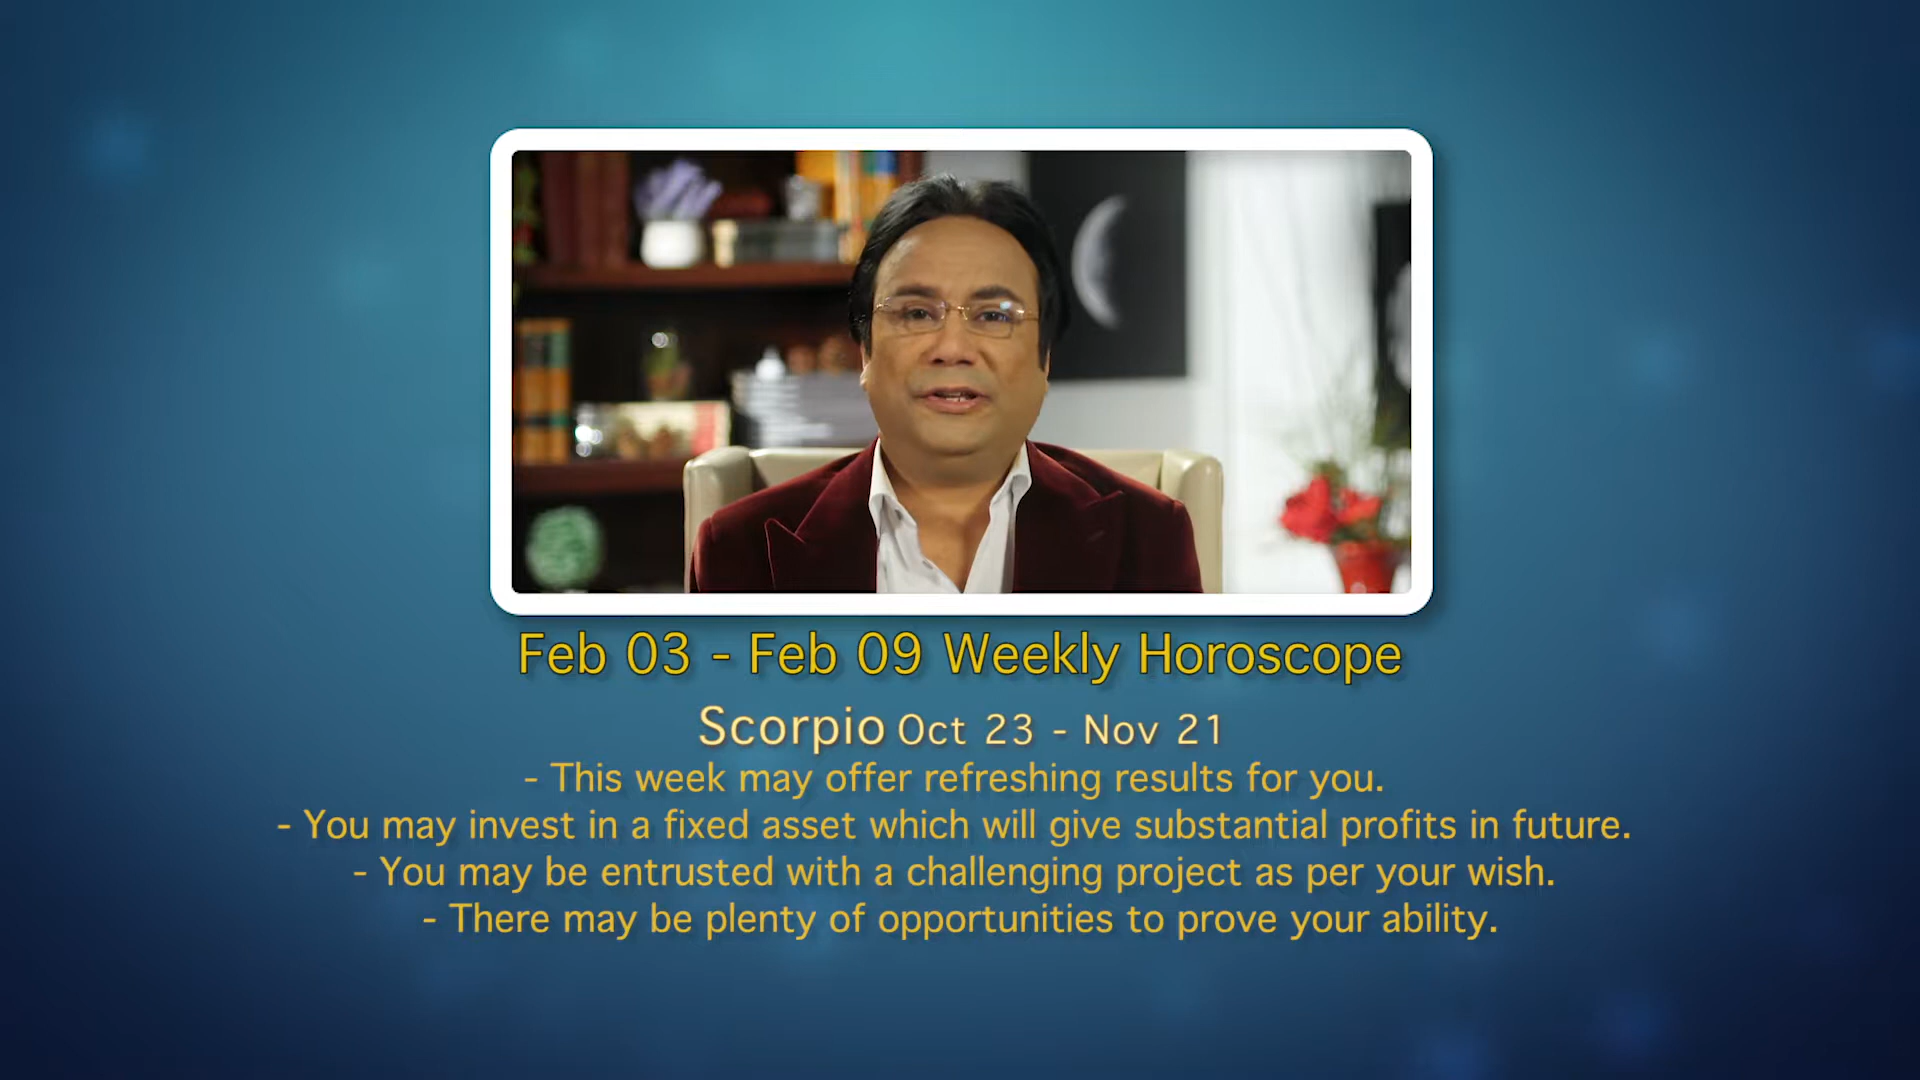 Feb 03 - Feb 09 Weekly Horoscope
Scorpio Oct 23 - Nov 21
- This week may offer refreshing results for you.
- You may invest in a fixed asset which will give substantial profits in future.
- You may be entrusted with a challenging project as per your wish.
- There may be plenty of opportunities to prove your ability.